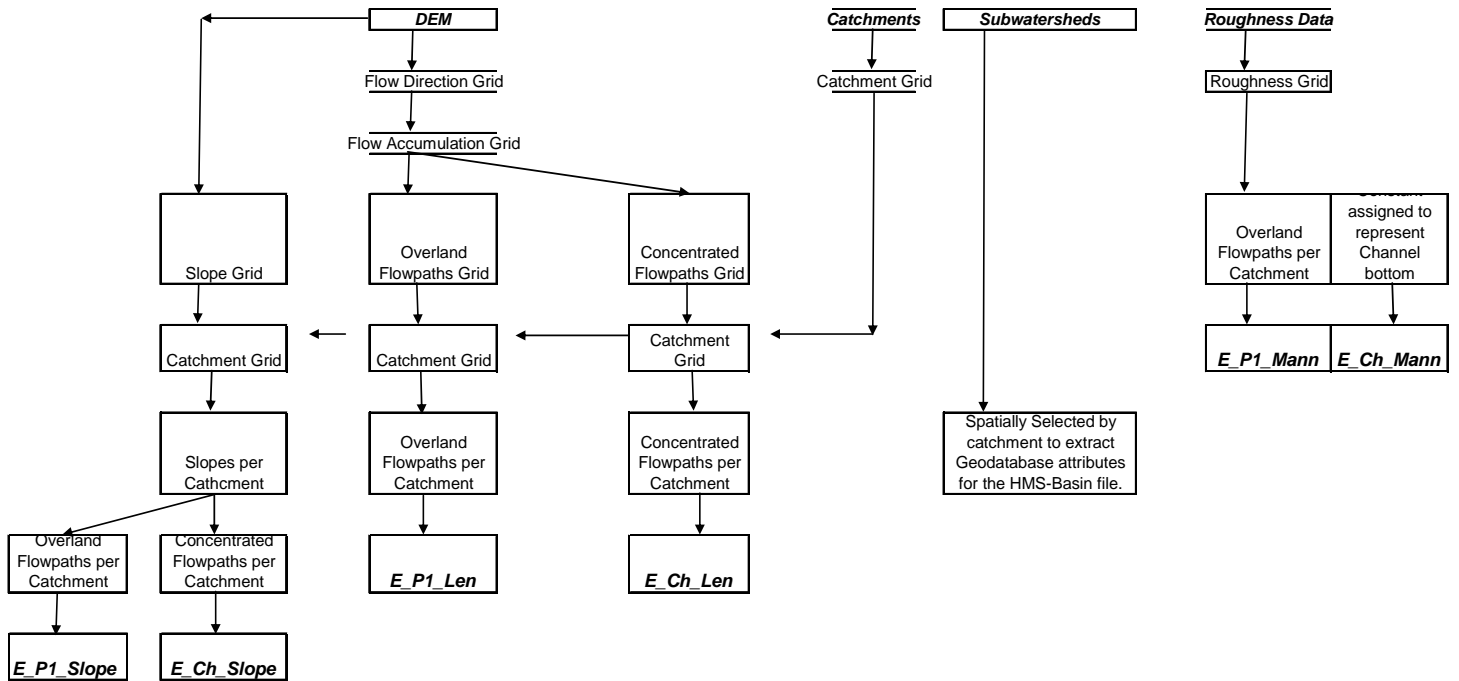 DEM
Catchments
Subwatersheds
Roughness Data
Flow Direction Grid
Catchment Grid
Roughness Grid
Flow Accumulation Grid
Slope Grid
Overland
Flowpaths Grid
Concentrated
Flowpaths Grid
Overland
Flowpaths per
Catchment
assigned to
represent
Channel
bottom
Catchment Grid
Catchment Grid
Catchment
Grid
E_P1_Mann
E_Ch_Mann
Slopes per
Cathcment
Overland
Flowpaths per
Catchment
Concentrated
Flowpaths per
Catchment
Spatially Selected by
catchment to extract
Geodatabase attributes
for the HMS-Basin file.
Overland
Flowpaths per
Catchment
Concentrated
Flowpaths per
Catchment
E_P1_Len
E_Ch_Len
E_P1_Slope
E_Ch_Slope